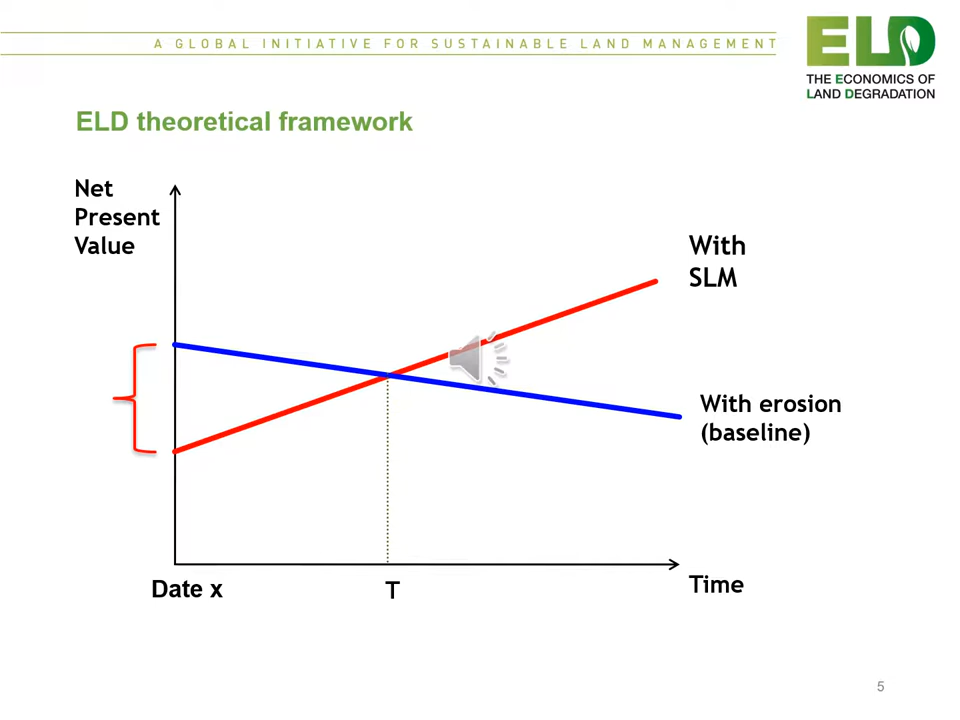 A GLOBAL INITIATIVE FOR SUSTAINABLE LAND MANAGEMENT
ELD
THE ECONOMICS OF
LAND DEGRADATION
ELD theoretical framework
Net
Present
Value
With
SLM
With erosion
(baseline)
Date x
T
Time
5